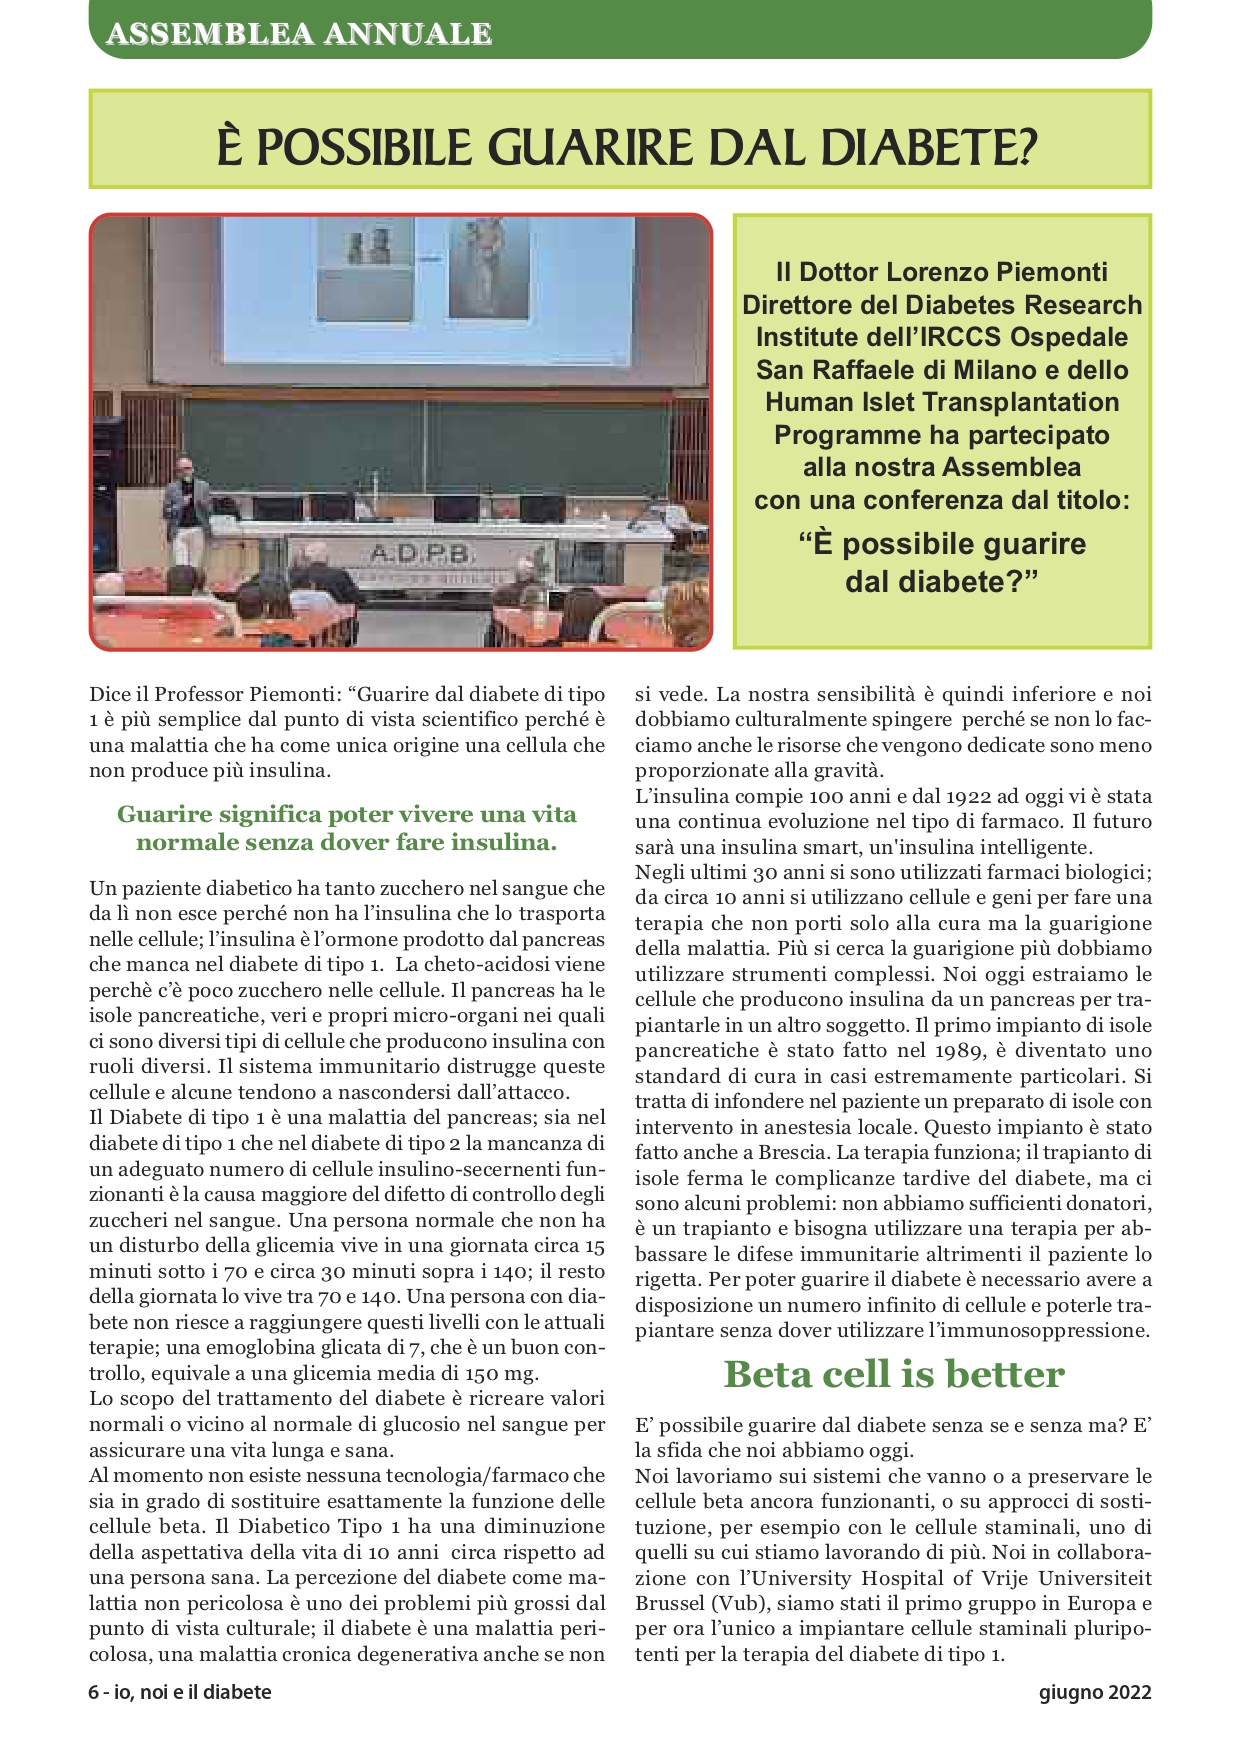 ASSEMBLEA ANNUALE
È POSSIBILE GUARIRE DAL DIABETE?
A.D.P.B.
Il Dottor Lorenzo Piemonti
Direttore del Diabetes Research
Institute dell’IRCCS Ospedale
San Raffaele di Milano e dello
Human Islet Transplantation
Programme ha partecipato
alla nostra Assemblea
con una conferenza dal titolo:
“È possibile guarire
dal diabete?”
Dice il Professor Piemonti: “Guarire dal diabete di tipo
1 è più semplice dal punto di vista scientifico perché è
una malattia che ha come unica origine una cellula che
non produce più insulina.
Guarire significa poter vivere una vita
normale senza dover fare insulina.
Un paziente diabetico ha tanto zucchero nel sangue che
da lì non esce perché non ha l’insulina che lo trasporta
nelle cellule; l’insulina è l’ormone prodotto dal pancreas
che manca nel diabete di tipo 1. La cheto-acidosi viene
perchè c’è poco zucchero nelle cellule. Il pancreas ha le
isole pancreatiche, veri e propri micro-organi nei quali
ci sono diversi tipi di cellule che producono insulina con
ruoli diversi. Il sistema immunitario distrugge queste
cellule e alcune tendono a nascondersi dall’attacco.
Il Diabete di tipo 1 è una malattia del pancreas; sia nel
diabete di tipo 1 che nel diabete di tipo 2 la mancanza di
un adeguato numero di cellule insulino-secernenti fun-
zionanti è la causa maggiore del difetto di controllo degli
zuccheri nel sangue. Una persona normale che non ha
un disturbo della glicemia vive in una giornata circa 15
minuti sotto i 70 e circa 30 minuti sopra i 140; il resto
della giornata lo vive tra 70 e 140. Una persona con dia-
bete non riesce a raggiungere questi livelli con le attuali
terapie; una emoglobina glicata di 7, che è un buon con-
trollo, equivale a una glicemia media di 150 mg.
Lo scopo del trattamento del diabete è ricreare valori
normali o vicino al normale di glucosio nel sangue per
assicurare una vita lunga e sana.
Al momento non esiste nessuna tecnologia/farmaco che
sia in grado di sostituire esattamente la funzione delle
cellule beta. Il Diabetico Tipo 1 ha una diminuzione
della aspettativa della vita di 10 anni circa rispetto ad
una persona sana. La percezione del diabete come ma-
lattia non pericolosa è uno dei problemi più grossi dal
punto di vista culturale; il diabete è una malattia peri-
colosa, una malattia cronica degenerativa anche se non
si vede. La nostra sensibilità è quindi inferiore e noi
dobbiamo culturalmente spingere perché se non lo fac-
ciamo anche le risorse che vengono dedicate sono meno
proporzionate alla gravità.
L’insulina compie 100 anni e dal 1922 ad oggi vi è stata
una continua evoluzione nel tipo di farmaco. Il futuro
sarà una insulina smart, un'insulina intelligente.
Negli ultimi 30 anni si sono utilizzati farmaci biologici;
da circa 10 anni si utilizzano cellule e geni per fare una
terapia che non porti solo alla cura ma la guarigione
della malattia. Più si cerca la guarigione più dobbiamo
utilizzare strumenti complessi. Noi oggi estraiamo le
cellule che producono insulina da un pancreas per tra-
piantarle in un altro soggetto. Il primo impianto di isole
pancreatiche è stato fatto nel 1989, è diventato uno
standard di cura in casi estremamente particolari. Si
tratta di infondere nel paziente un preparato di isole con
intervento in anestesia locale. Questo impianto è stato
fatto anche a Brescia. La terapia funziona; il trapianto di
isole ferma le complicanze tardive del diabete, ma ci
sono alcuni problemi: non abbiamo sufficienti donatori,
è un trapianto e bisogna utilizzare una terapia per ab-
bassare le difese immunitarie altrimenti il paziente lo
rigetta. Per poter guarire il diabete è necessario avere a
disposizione un numero infinito di cellule e poterle tra-
piantare senza dover utilizzare l’immunosoppressione.
Beta cell is better
E’ possibile guarire dal diabete senza se e senza ma? E’
la sfida che noi abbiamo oggi.
Noi lavoriamo sui sistemi che vanno o a preservare le
cellule beta ancora funzionanti, o su approcci di sosti-
tuzione, per esempio con le cellule staminali, uno di
quelli su cui stiamo lavorando di più. Noi in collabora-
zione con l’University Hospital of Vrije Universiteit
Brussel (Vub), siamo stati il primo gruppo in Europa e
per ora l’unico a impiantare cellule staminali pluripo-
tenti per la terapia del diabete di tipo 1.
6 - io, noi e il diabete
giugno 2022